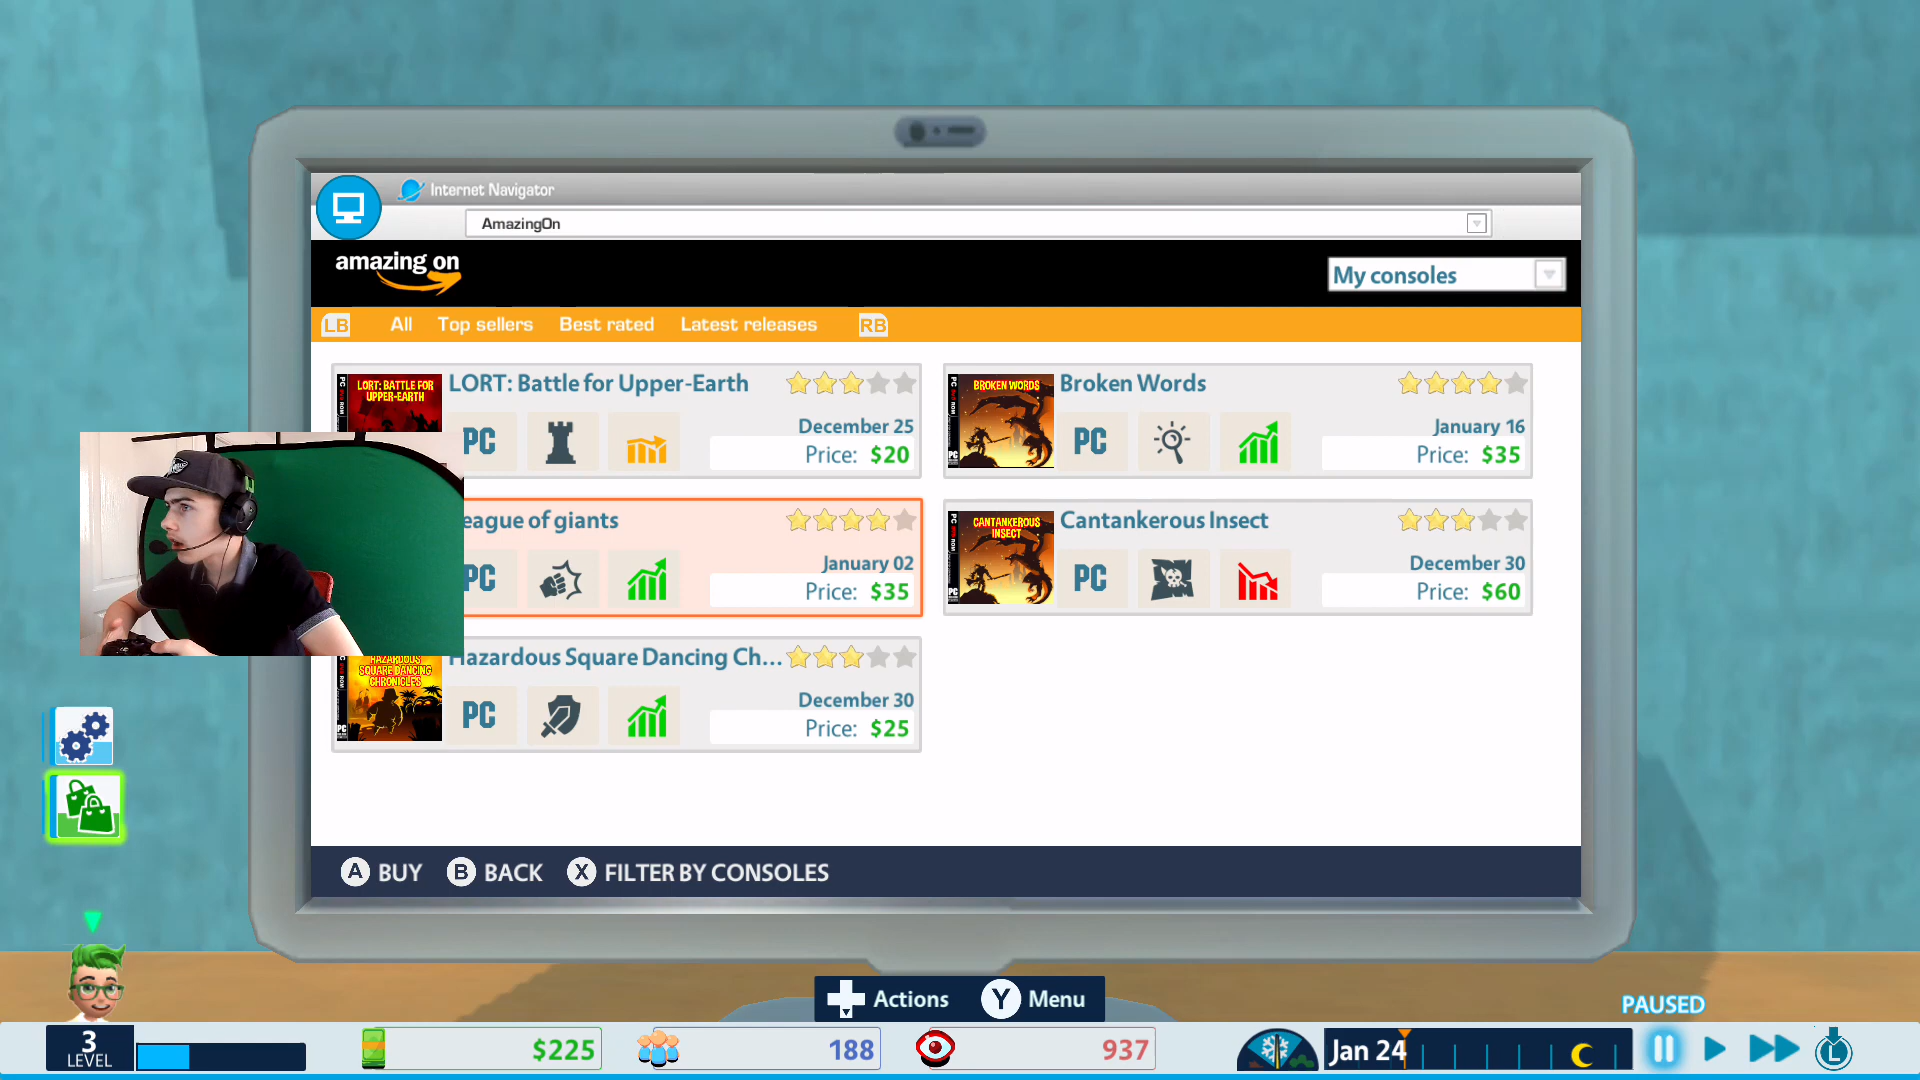 Internet Navigator
AmazingOn
amazing on
My consoles
LB All Top sellers Best rated Latest releases RB
LORT: BATTLE FOR
UPPER-EARTH
LORT: Battle for Upper-Earth
PC
December 25
Price: $20
BROKEN WORDS
PC
Broken Words
PC
January 16
Price: $35
eague of giants
PC
January 02
Price: $35
CANTANKEROUS
INSECT
PC
Cantankerous Insect
PC
December 30
Price: $60
HAZARDOUS
SQUARE DANCING
CHRONICLES
PC
Hazardous Square Dancing Ch...
PC
December 30
Price: $25
A BUY B BACK X FILTER BY CONSOLES
Actions Y Menu
PAUSED
3
LEVEL
$225
188
937
Jan 24
L